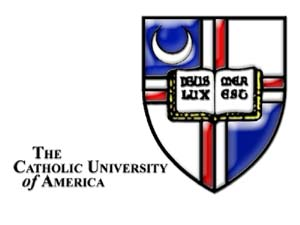 DEUS MEA
LUX EST
THE
CATHOLIC UNIVERSITY
of AMERICA